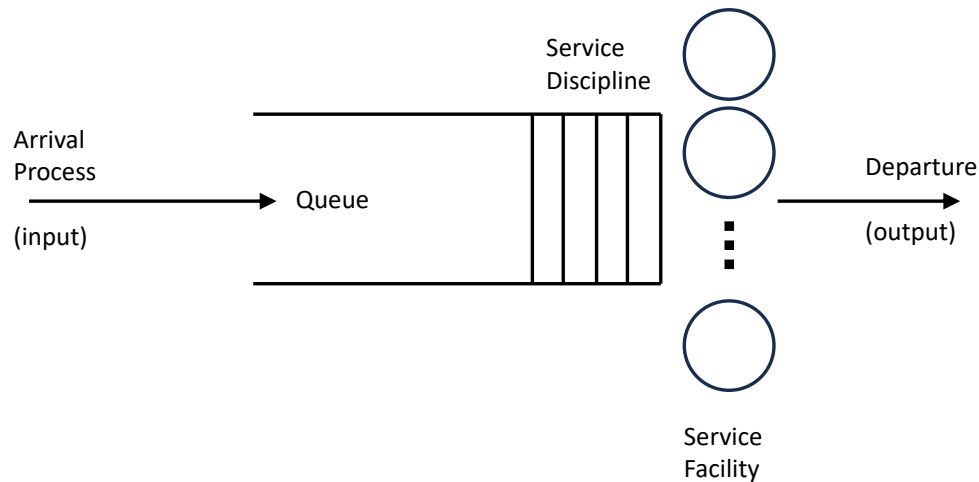 Service
Discipline
Arrival
Process
Queue
Departure
(input)
(output)
Service
Facility